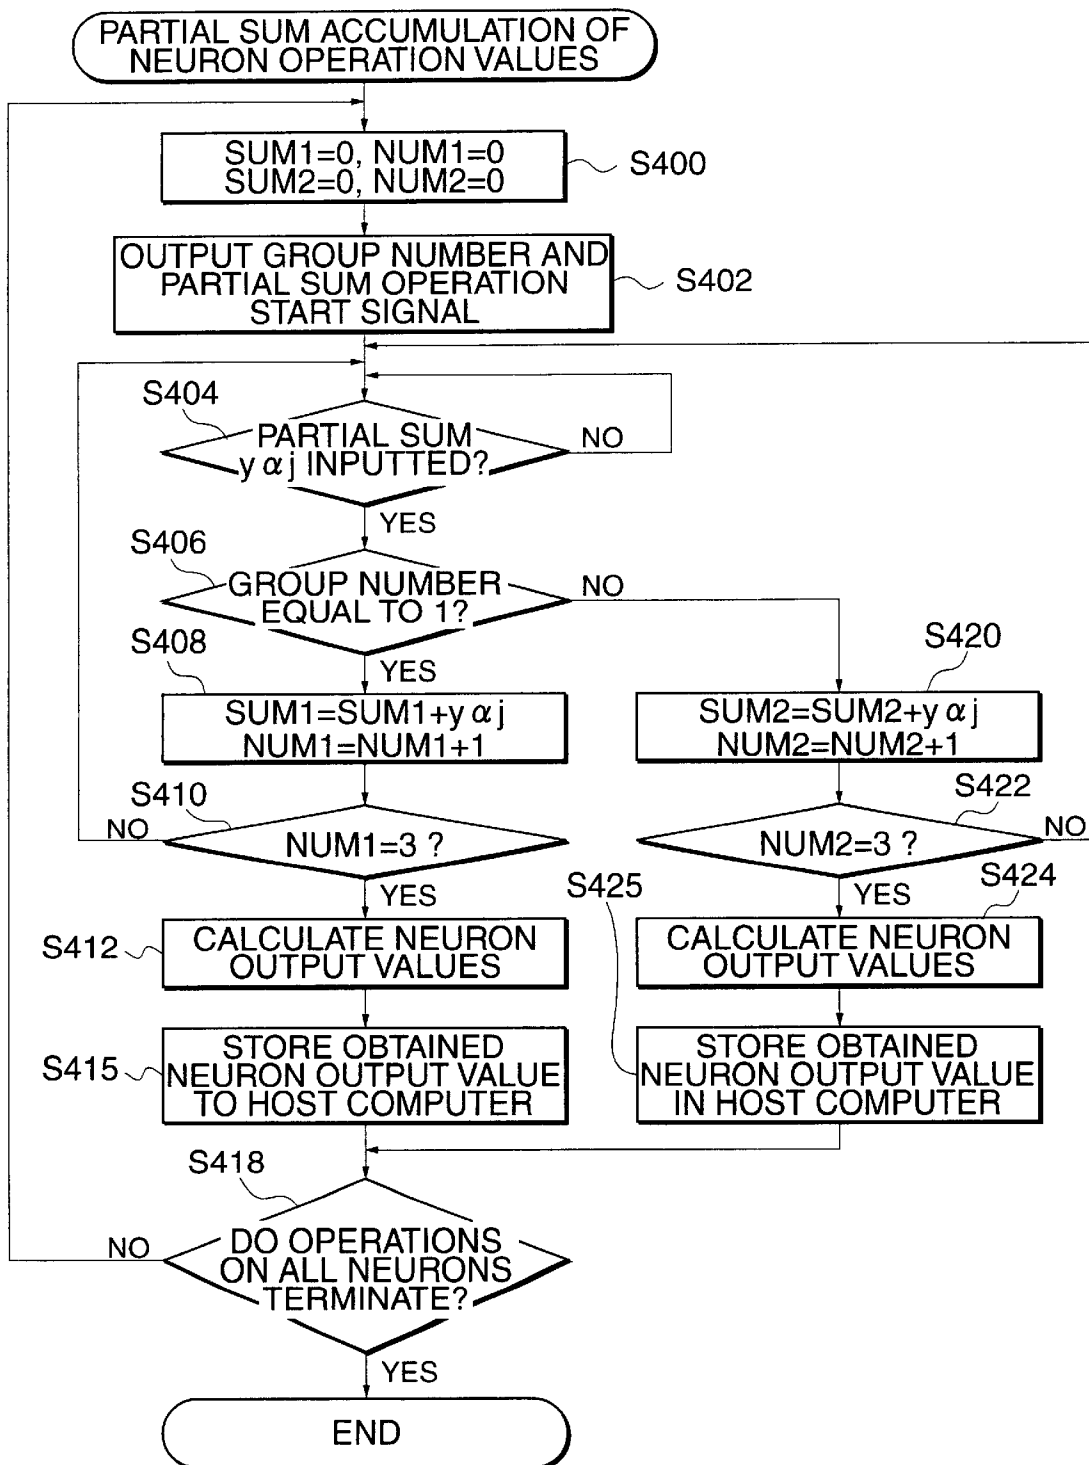 PARTIAL SUM ACCUMULATION OF
NEURON OPERATION VALUES
SUM1=0, NUM1=0
SUM2=0, NUM2=0
S400
OUTPUT GROUP NUMBER AND
PARTIAL SUM OPERATION
START SIGNAL
S402
S404
PARTIAL SUM
y α j INPUTTED?
NO
YES
S406
GROUP NUMBER
EQUAL TO 1?
NO
YES
S408
SUM1=SUM1+y α j
NUM1=NUM1+1
S420
SUM2=SUM2+y α j
NUM2=NUM2+1
S410
NO
NUM1=3 ?
YES
S422
NUM2=3 ?
NO
YES
S412
CALCULATE NEURON
OUTPUT VALUES
S425
S424
CALCULATE NEURON
OUTPUT VALUES
S415
STORE OBTAINED
NEURON OUTPUT VALUE
TO HOST COMPUTER
STORE OBTAINED
NEURON OUTPUT VALUE
IN HOST COMPUTER
S418
NO
DO OPERATIONS
ON ALL NEURONS
TERMINATE?
YES
END